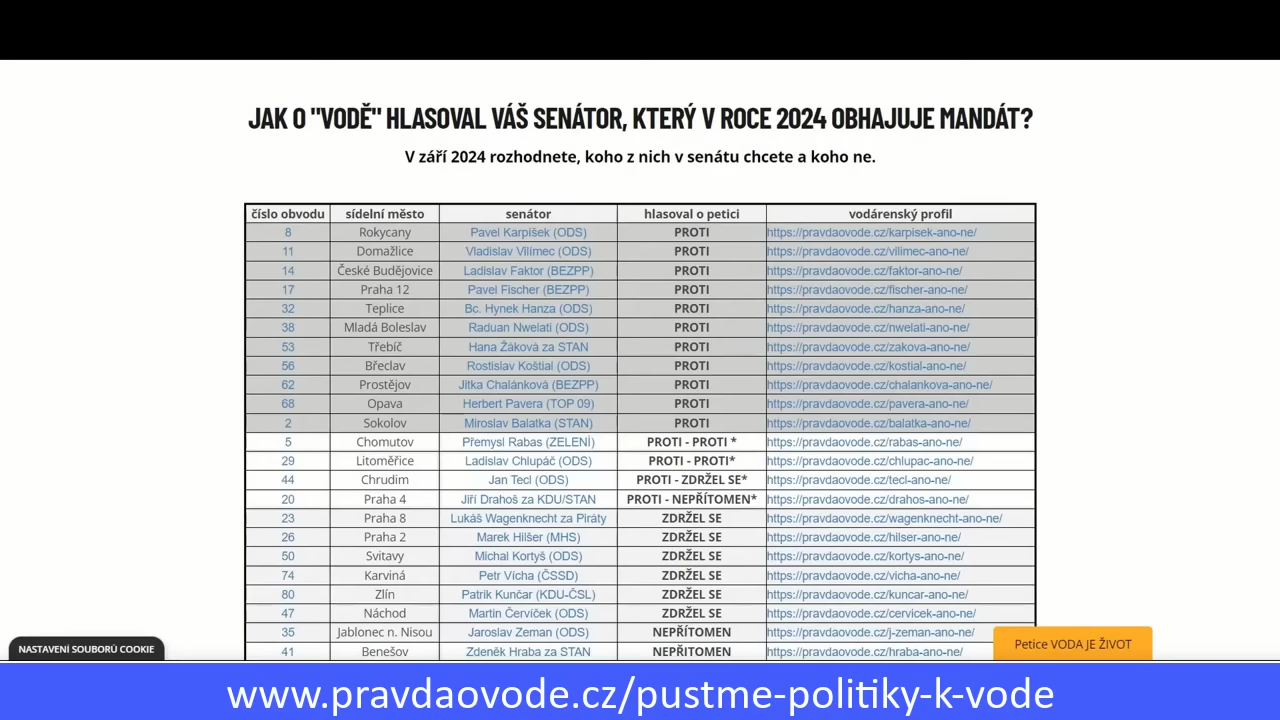 JAK O "VODĚ" HLASOVAL VÁŠ SENÁTOR, KTERÝ V ROCE 2024 OBHAJUJE MANDÁT?
V září 2024 rozhodnete, koho z nich v senátu chcete a koho ne.
číslo obvodu sídelní město senátor hlasoval o petici vodárenský profil
8 Rokycany Pavel Karpíšek (ODS) PROTI https://pravdaovode.cz/karpisek-ano-ne/
11 Domažlice Vladislav Vilímec (ODS) PROTI https://pravdaovode.cz/vilimec-ano-ne/
14 České Budějovice Ladislav Faktor (BEZPP) PROTI https://pravdaovode.cz/faktor-ano-ne/
17 Praha 12 Pavel Fischer (BEZPP) PROTI https://pravdaovode.cz/fischer-ano-ne/
32 Teplice Bc. Hynek Hanza (ODS) PROTI https://pravdaovode.cz/hanza-ano-ne/
38 Mladá Boleslav Raduan Nwelati (ODS) PROTI https://pravdaovode.cz/nwelati-ano-ne/
53 Třebíč Hana Žáková za STAN PROTI https://pravdaovode.cz/zakova-ano-ne/
56 Břeclav Rostislav Koštial (ODS) PROTI https://pravdaovode.cz/kostial-ano-ne/
62 Prostějov Jitka Chalánková (BEZPP) PROTI https://pravdaovode.cz/chalankova-ano-ne/
68 Opava Herbert Pavera (TOP 09) PROTI https://pravdaovode.cz/pavera-ano-ne/
2 Sokolov Miroslav Balatka (STAN) PROTI https://pravdaovode.cz/balatka-ano-ne/
5 Chomutov Přemysl Rabas (ZELENÍ) PROTI - PROTI * https://pravdaovode.cz/rabas-ano-ne/
29 Litoměřice Ladislav Chlupáč (ODS) PROTI - PROTI* https://pravdaovode.cz/chlupac-ano-ne/
44 Chrudim Jan Tecl (ODS) PROTI - ZDRŽEL SE* https://pravdaovode.cz/tecl-ano-ne/
20 Praha 4 Jiří Drahoš za KDU/STAN PROTI - NEPŘÍTOMEN* https://pravdaovode.cz/drahos-ano-ne/
23 Praha 8 Lukáš Wagenknecht za Piráty ZDRŽEL SE https://pravdaovode.cz/wagenknecht-ano-ne/
26 Praha 2 Marek Hilšer (MHS) ZDRŽEL SE https://pravdaovode.cz/hilser-ano-ne/
50 Svitavy Michal Kortyš (ODS) ZDRŽEL SE https://pravdaovode.cz/kortys-ano-ne/
74 Karviná Petr Vícha (ČSSD) ZDRŽEL SE https://pravdaovode.cz/vicha-ano-ne/
80 Zlín Patrik Kunčar (KDU-ČSL) ZDRŽEL SE https://pravdaovode.cz/kuncar-ano-ne/
47 Náchod Martin Červíček (ODS) ZDRŽEL SE https://pravdaovode.cz/cervicek-ano-ne/
35 Jablonec n. Nisou Jaroslav Zeman (ODS) NEPŘÍTOMEN https://pravdaovode.cz/j-zeman-ano-ne/
41 Benešov Zdeněk Hraba za STAN NEPŘÍTOMEN https://pravdaovode.cz/hraba-ano-ne/
NASTAVENÍ SOUBORŮ COOKIE
Petice VODA JE ŽIVOT
www.pravdaovode.cz/pustme-politiky-k-vode